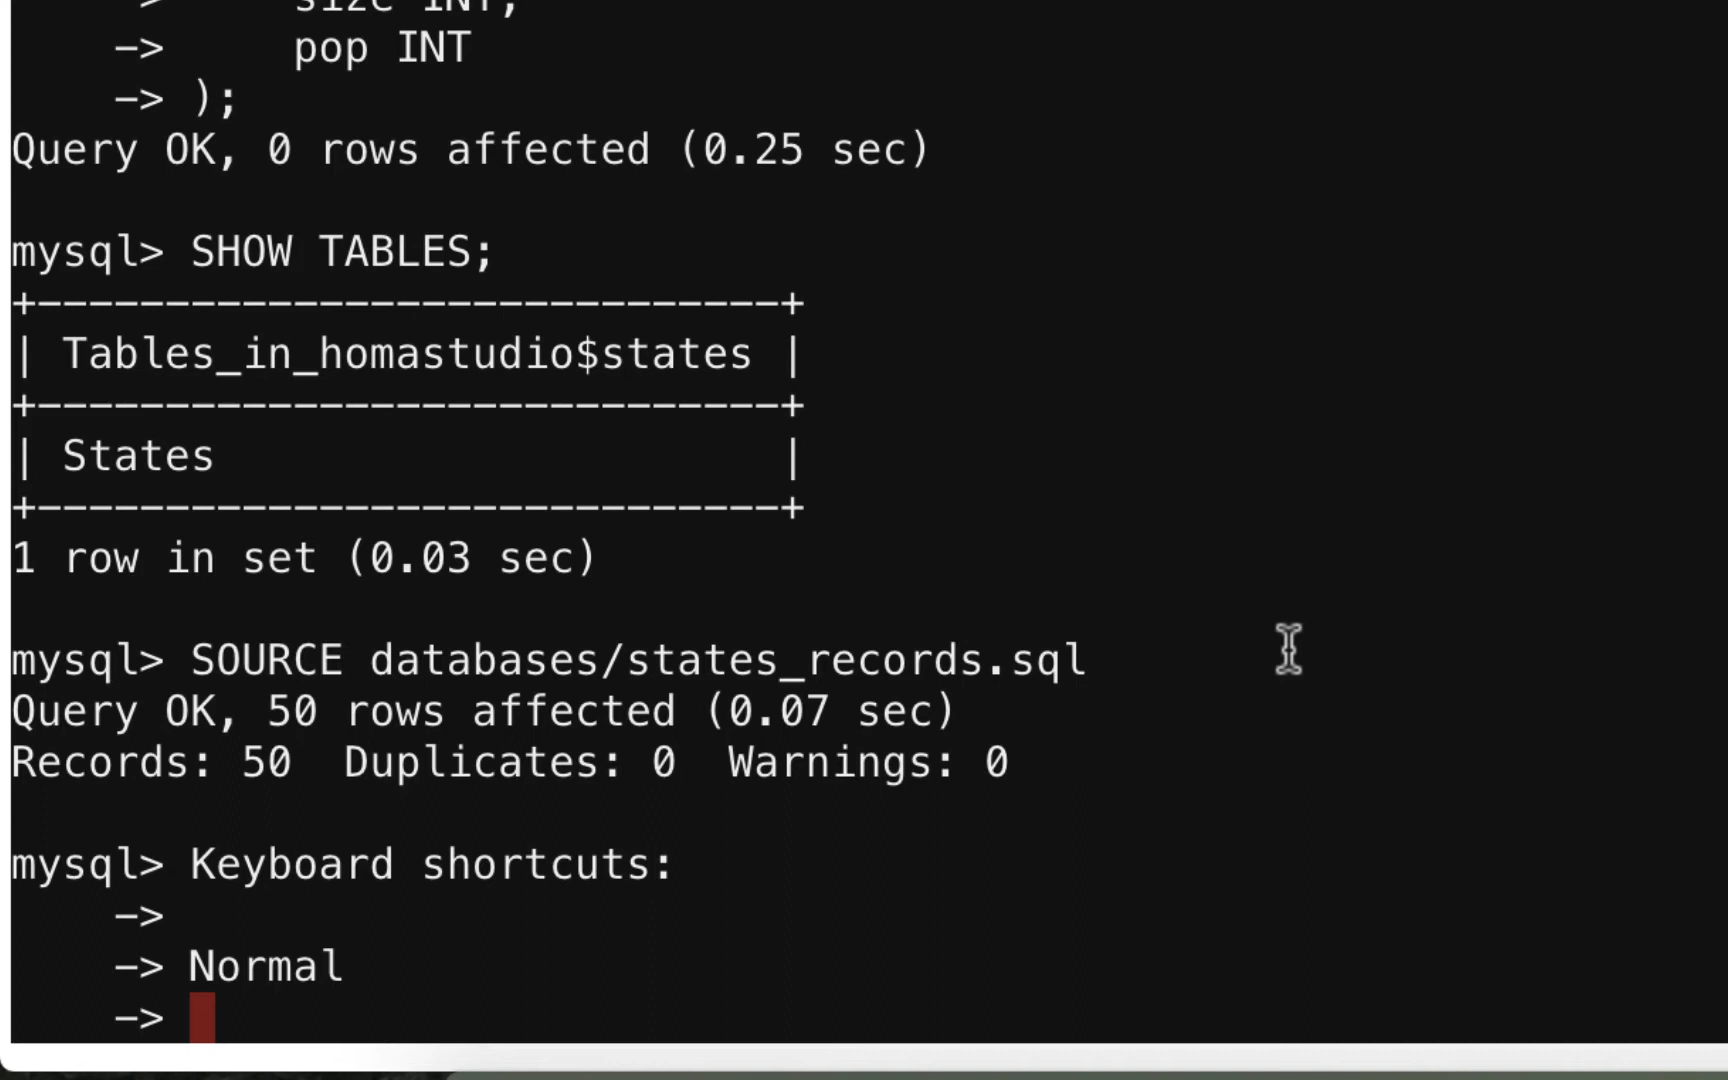 -> size INT,
-> pop INT
-> );
Query OK, 0 rows affected (0.25 sec)
mysql> SHOW TABLES;
+-----------------------------+
| Tables_in_homastudio$states |
+-----------------------------+
| States |
+-----------------------------+
1 row in set (0.03 sec)
mysql> SOURCE databases/states_records.sql
Query OK, 50 rows affected (0.07 sec)
Records: 50 Duplicates: 0 Warnings: 0
mysql> Keyboard shortcuts:
->
-> Normal
->